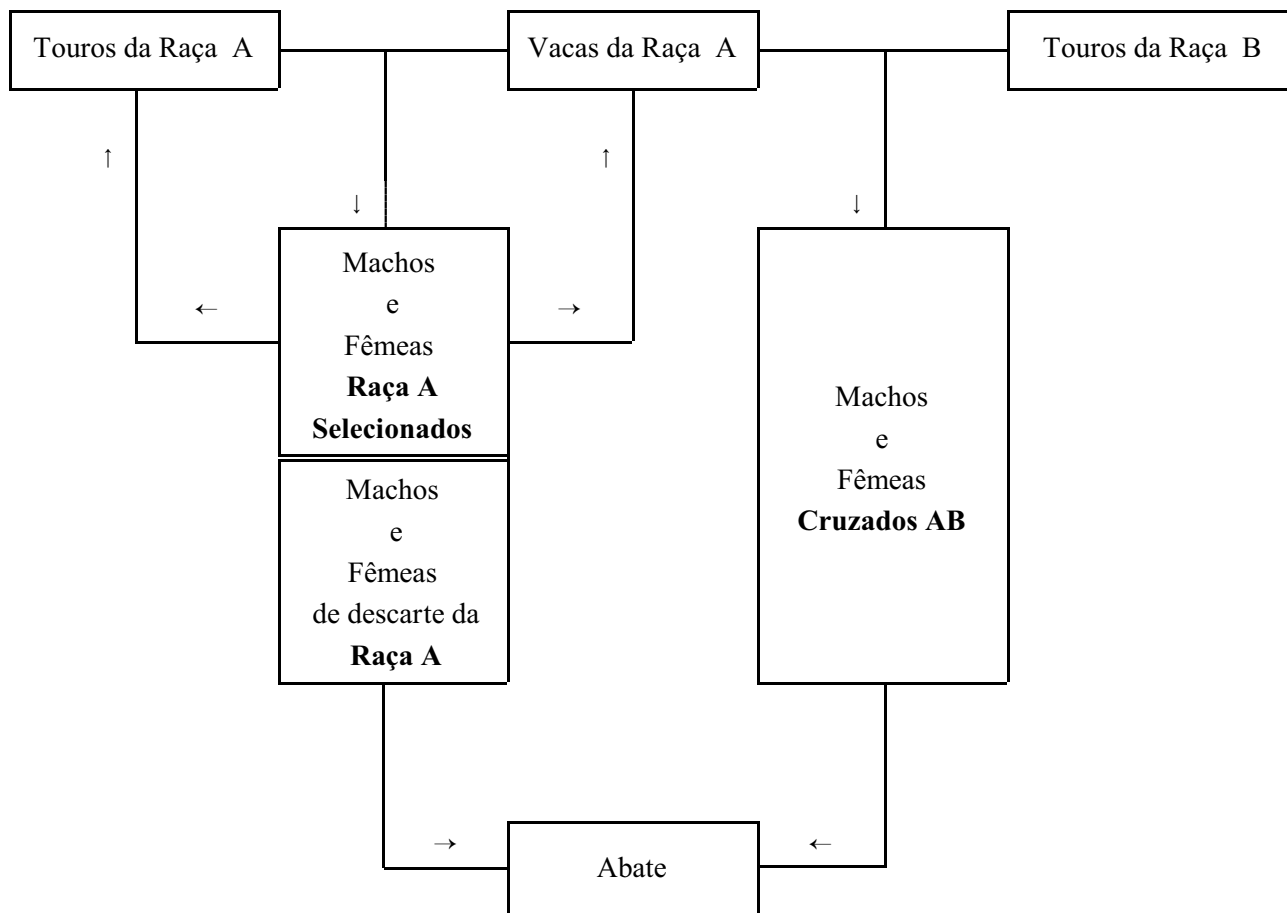 Touros da Raça A
Vacas da Raça A
Touros da Raça B
↑
↑
↓
↓
Machos
e
Fêmeas
Raça A
Selecionados
←
→
Machos
e
Fêmeas
de descarte da
Raça A
Machos
e
Fêmeas
Cruzados AB
→
←
Abate